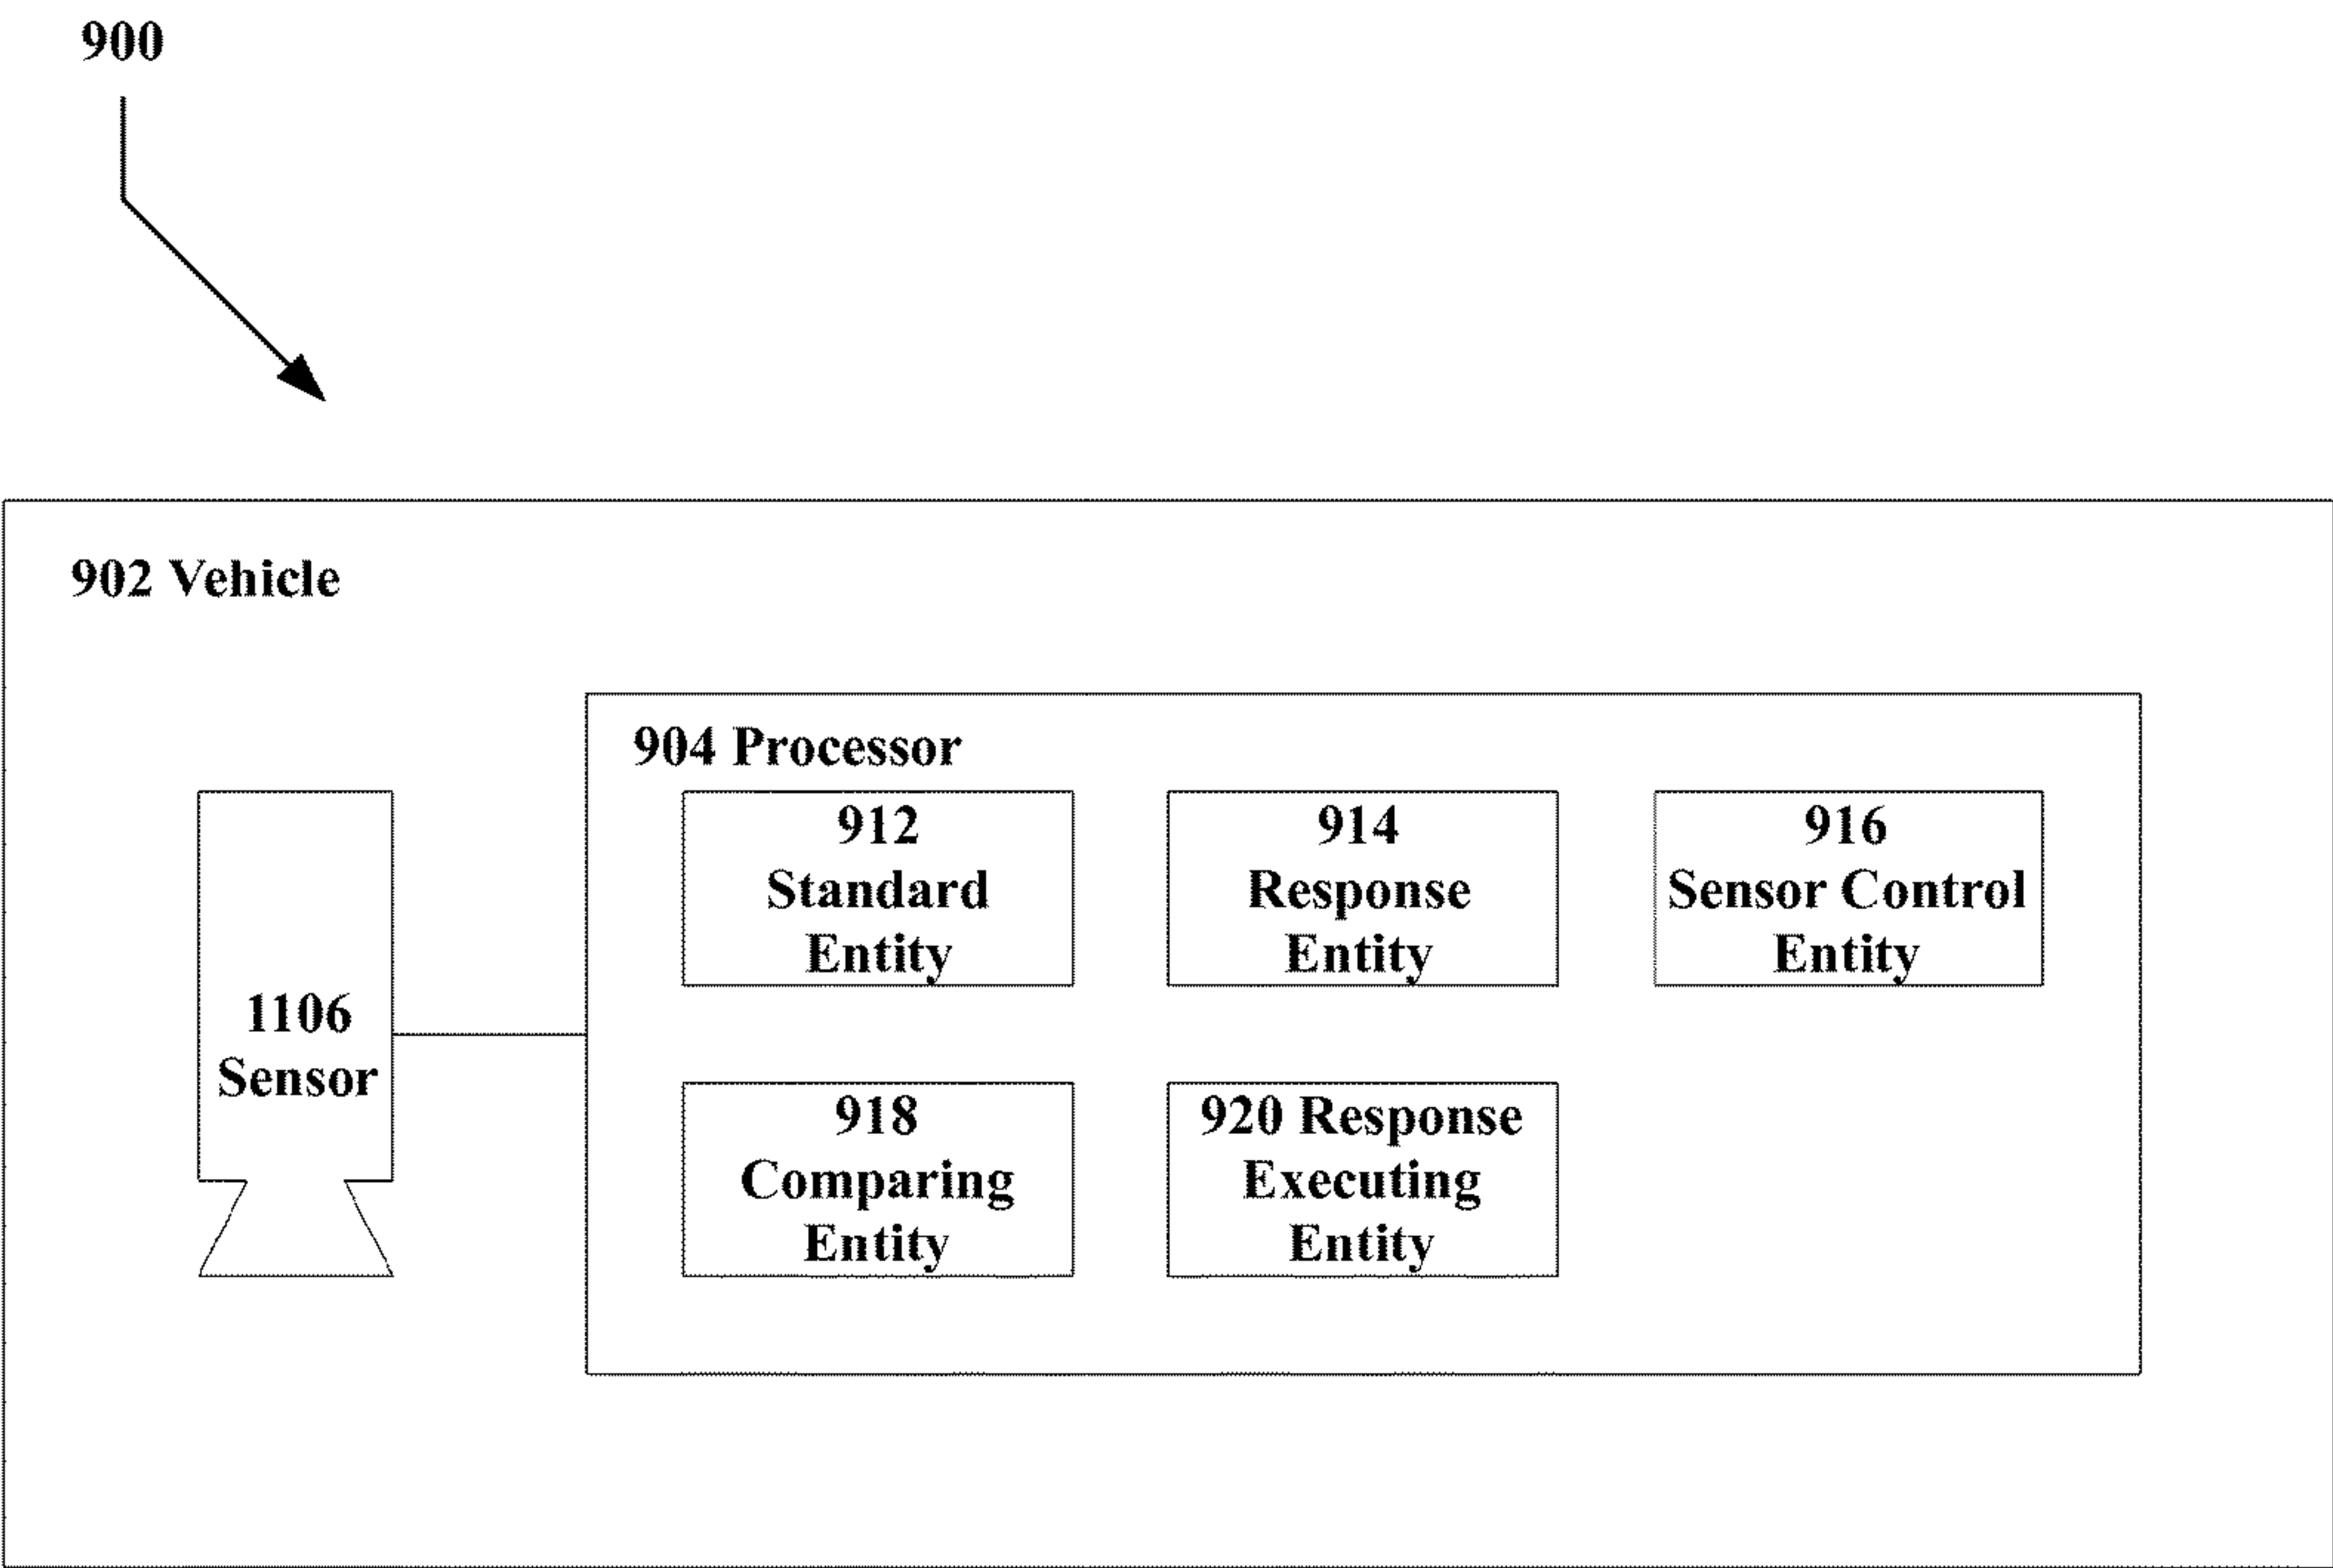 900
902 Vehicle
904 Processor
912
Standard
Entity
914
Response
Entity
916
Sensor Control
Entity
1106
Sensor
918
Comparing
Entity
920 Response
Executing
Entity